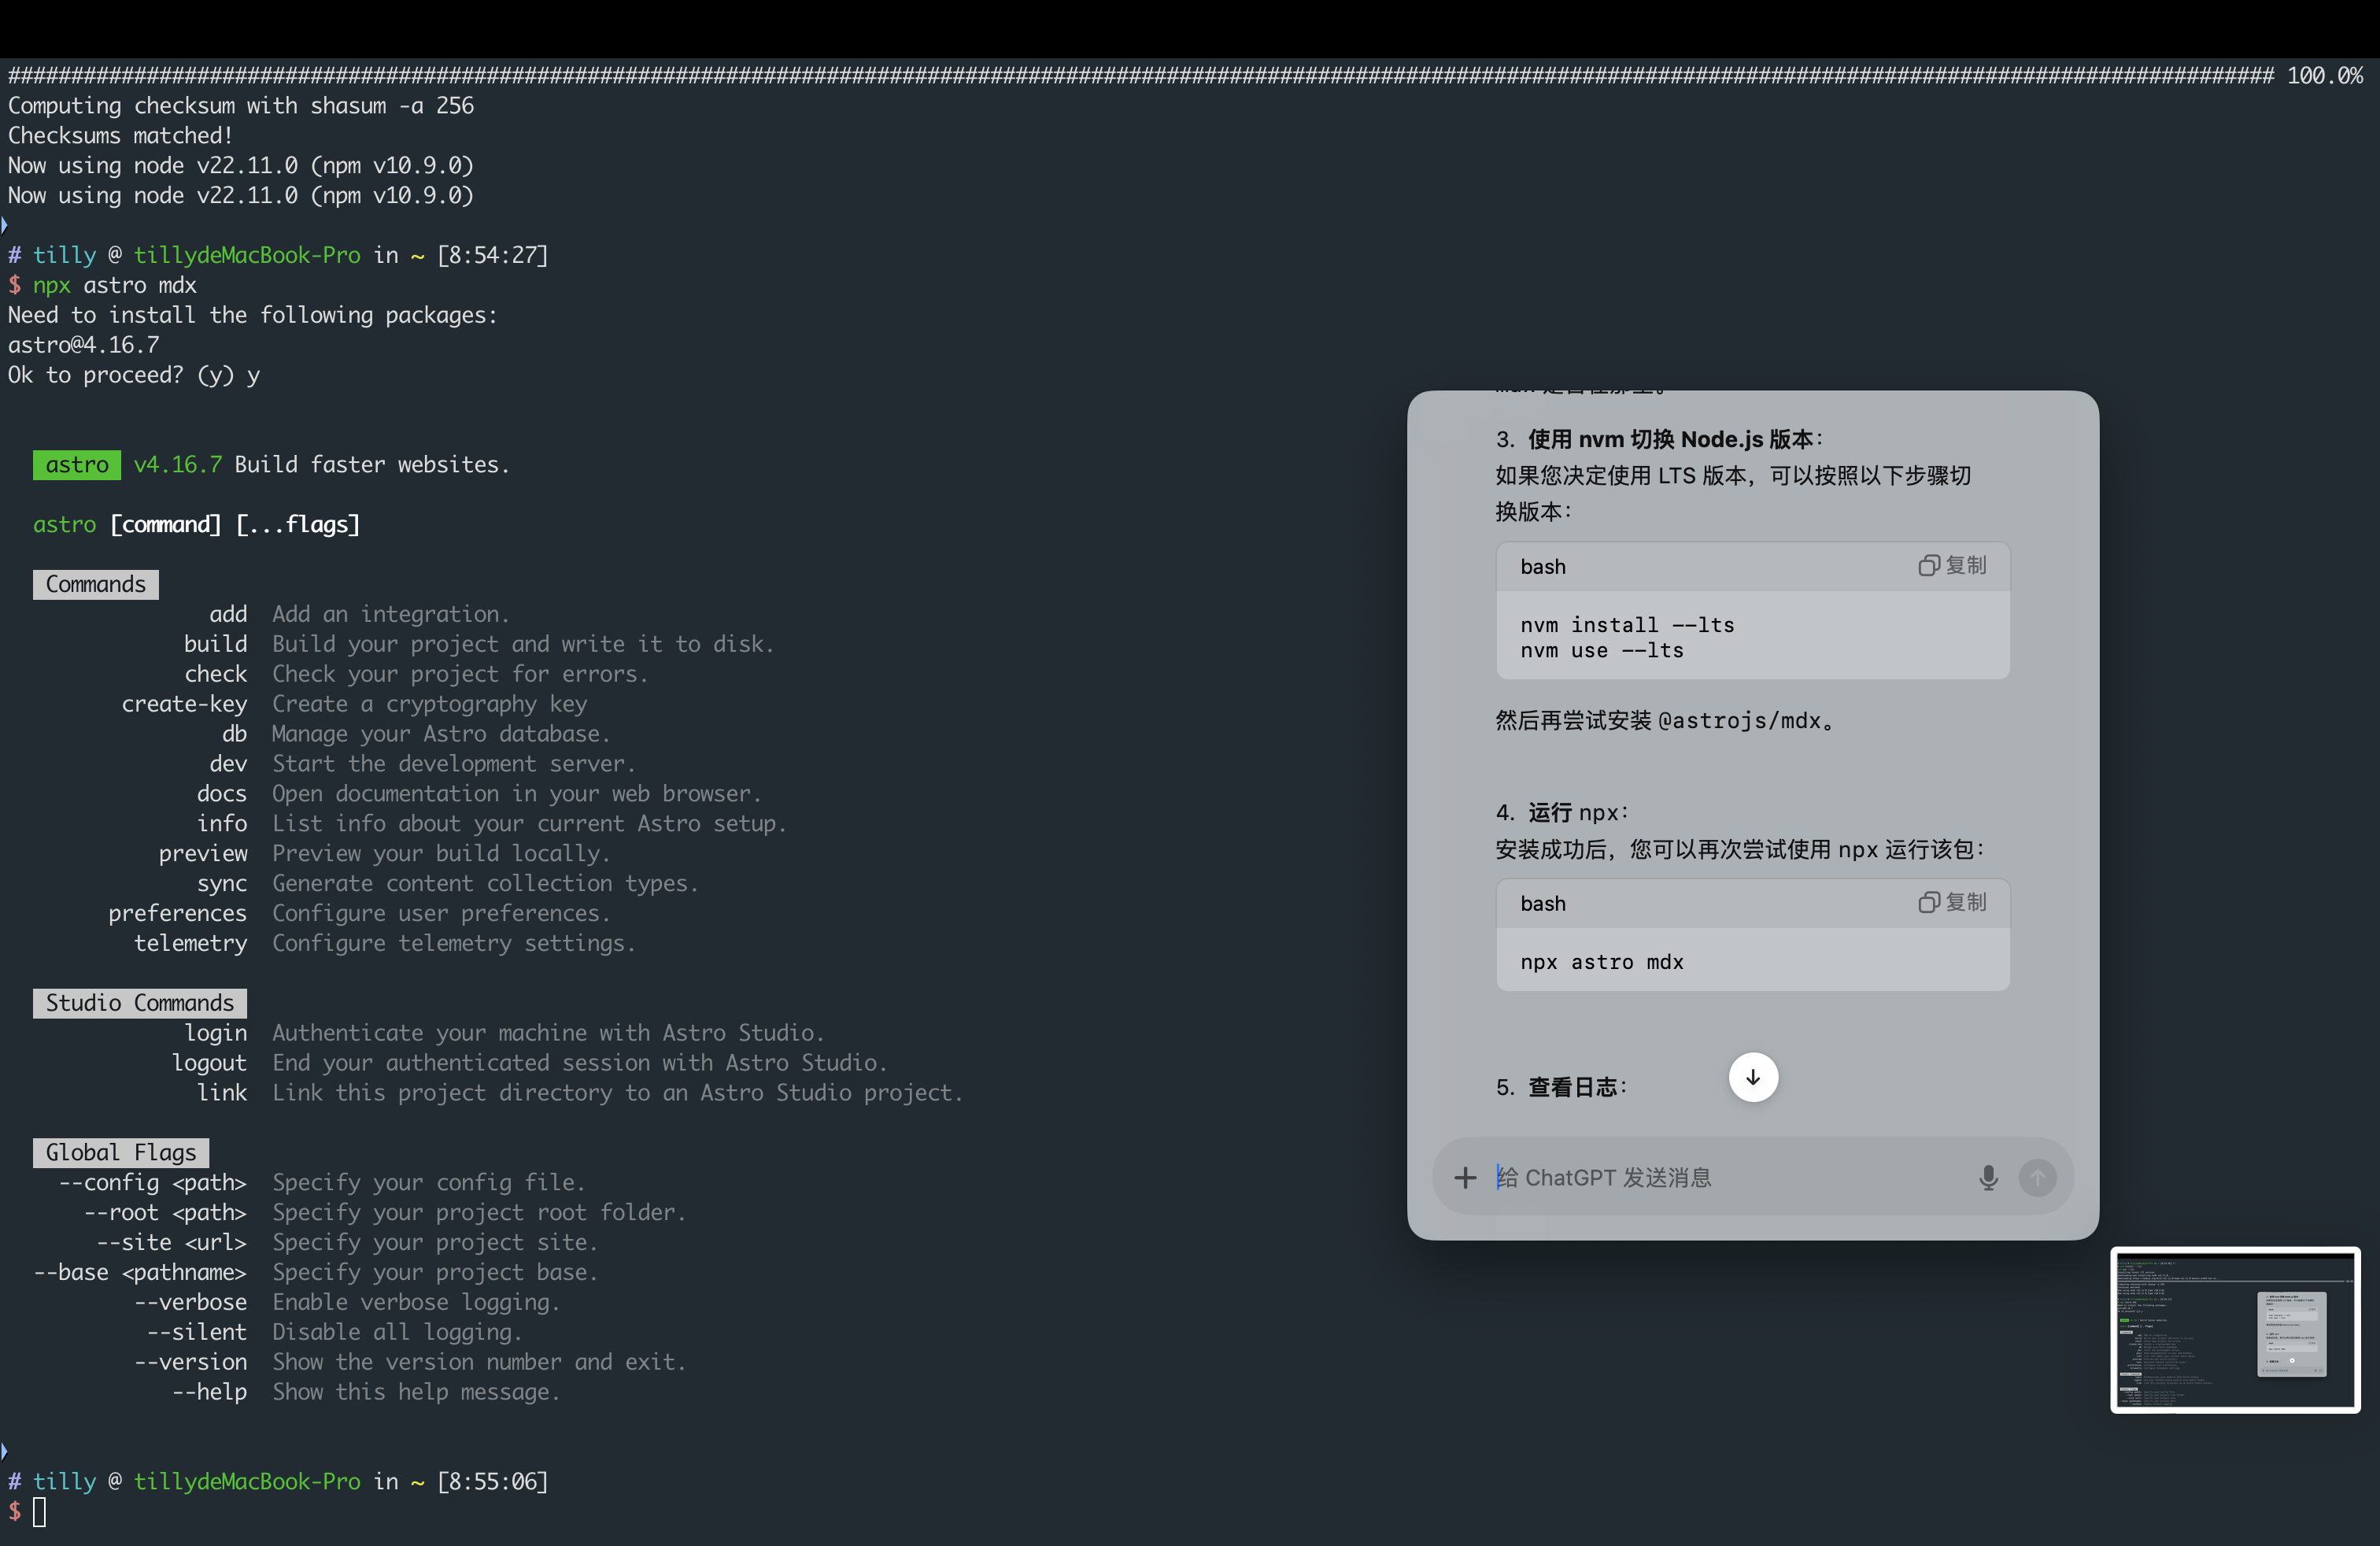 ################################################################################################################################################################################### 100.0%
Computing checksum with shasum -a 256
Checksums matched!
Now using node v22.11.0 (npm v10.9.0)
Now using node v22.11.0 (npm v10.9.0)
# tilly @ tillydeMacBook-Pro in ~ [8:54:27]
$ npx astro mdx
Need to install the following packages:
astro@4.16.7
Ok to proceed? (y) y
astro v4.16.7 Build faster websites.
astro [command] [...flags]
Commands
add Add an integration.
build Build your project and write it to disk.
check Check your project for errors.
create-key Create a cryptography key
db Manage your Astro database.
dev Start the development server.
docs Open documentation in your web browser.
info List info about your current Astro setup.
preview Preview your build locally.
sync Generate content collection types.
preferences Configure user preferences.
telemetry Configure telemetry settings.
Studio Commands
login Authenticate your machine with Astro Studio.
logout End your authenticated session with Astro Studio.
link Link this project directory to an Astro Studio project.
Global Flags
--config <path> Specify your config file.
--root <path> Specify your project root folder.
--site <url> Specify your project site.
--base <pathname> Specify your project base.
--verbose Enable verbose logging.
--silent Disable all logging.
--version Show the version number and exit.
--help Show this help message.
# tilly @ tillydeMacBook-Pro in ~ [8:55:06]
$
3. 使用 nvm 切换 Node.js 版本：
如果您决定使用 LTS 版本，可以按照以下步骤切
换版本：
bash 复制
nvm install --lts
nvm use --lts
然后再尝试安装 @astrojs/mdx。
4. 运行 npx：
安装成功后，您可以再次尝试使用 npx 运行该包：
bash 复制
npx astro mdx
5. 查看日志：
给 ChatGPT 发送消息